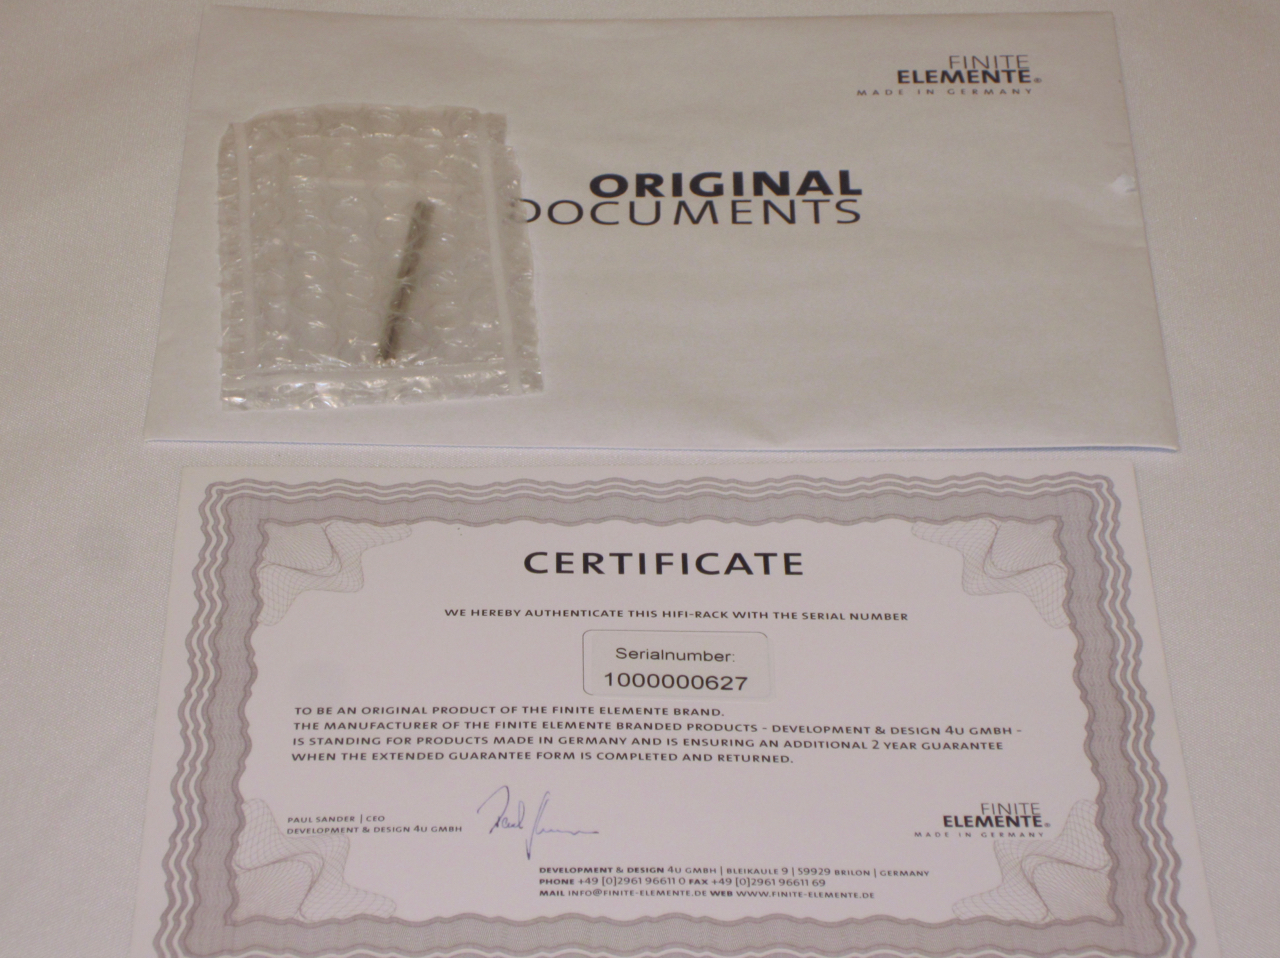 FINITE
ELEMENTE®
MADE IN GERMANY
ORIGINAL
DOCUMENTS
CERTIFICATE
WE HEREBY AUTHENTICATE THIS HIFI-RACK WITH THE SERIAL NUMBER
Serialnumber:
1000000627
TO BE AN ORIGINAL PRODUCT OF THE FINITE ELEMENTE BRAND.
THE MANUFACTURER OF THE FINITE ELEMENTE BRANDED PRODUCTS - DEVELOPMENT & DESIGN 4U GMBH -
IS STANDING FOR PRODUCTS MADE IN GERMANY AND IS ENSURING AN ADDITIONAL 2 YEAR GUARANTEE
WHEN THE EXTENDED GUARANTEE FORM IS COMPLETED AND RETURNED.
PAUL SANDER | CEO
DEVELOPMENT & DESIGN 4U GMBH
FINITE
ELEMENTE®
MADE IN GERMANY
DEVELOPMENT & DESIGN 4U GMBH | BLEIKAULE 9 | 59929 BRILON | GERMANY
PHONE +49 [0]2961 96611 0 FAX +49 [0]2961 96611 69
MAIL INFO@FINITE-ELEMENTE.DE WEB WWW.FINITE-ELEMENTE.DE